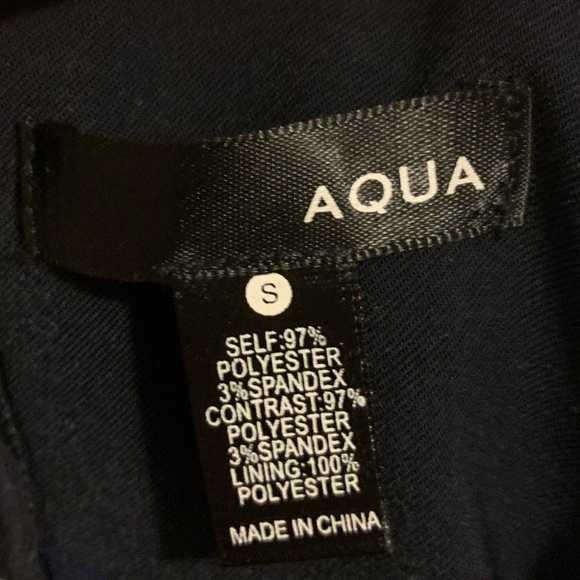 AQUA
S
SELF:97%
POLYESTER
3%SPANDEX
CONTRAST:97%
POLYESTER
3%SPANDEX
LINING:100%
POLYESTER
MADE IN CHINA